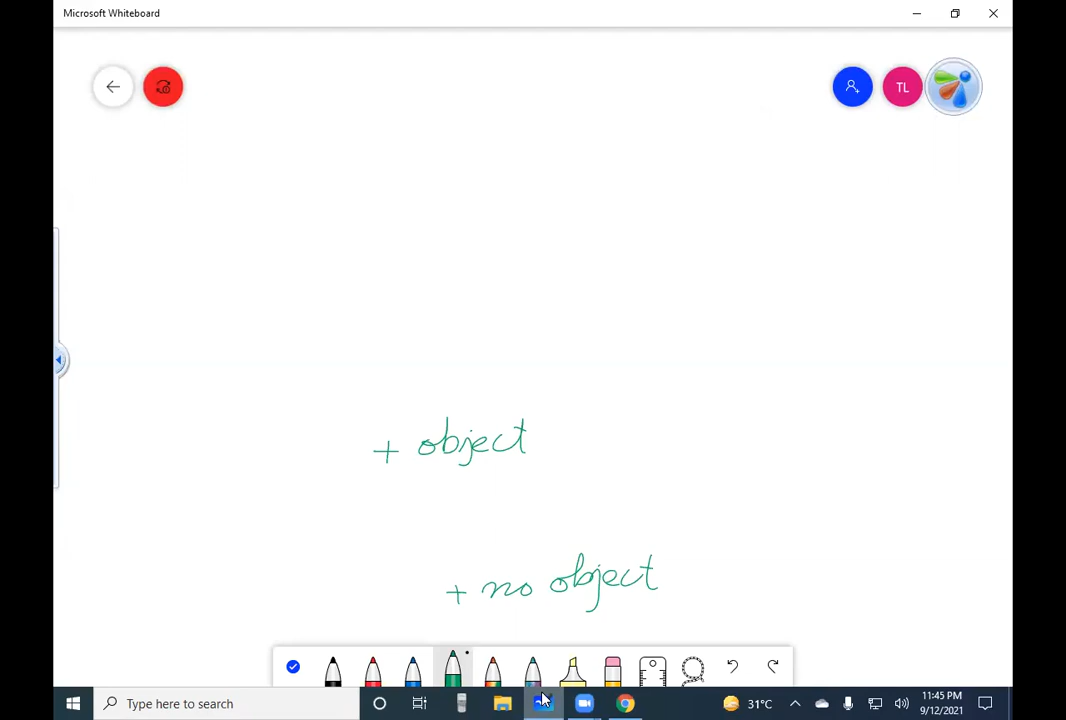 Microsoft Whiteboard
TL
+ object
+ no object
Type here to search
31°C
11:45 PM
9/12/2021